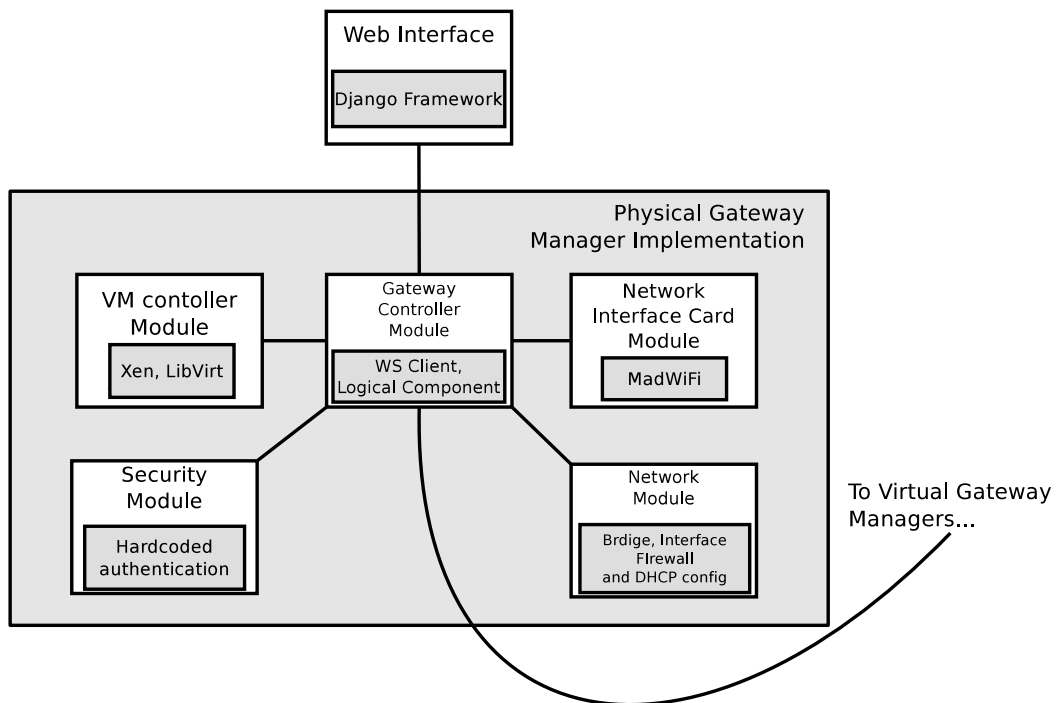 Web Interface
Django Framework
Physical Gateway
Manager Implementation
VM contoller
Module
Xen, LibVirt
Gateway
Controller
Module
WS Client,
Logical Component
Network
Interface Card
Module
MadWiFi
Security
Module
Hardcoded
authentication
Network
Module
Brdige, Interface
FIrewall
and DHCP config
To Virtual Gateway
Managers...